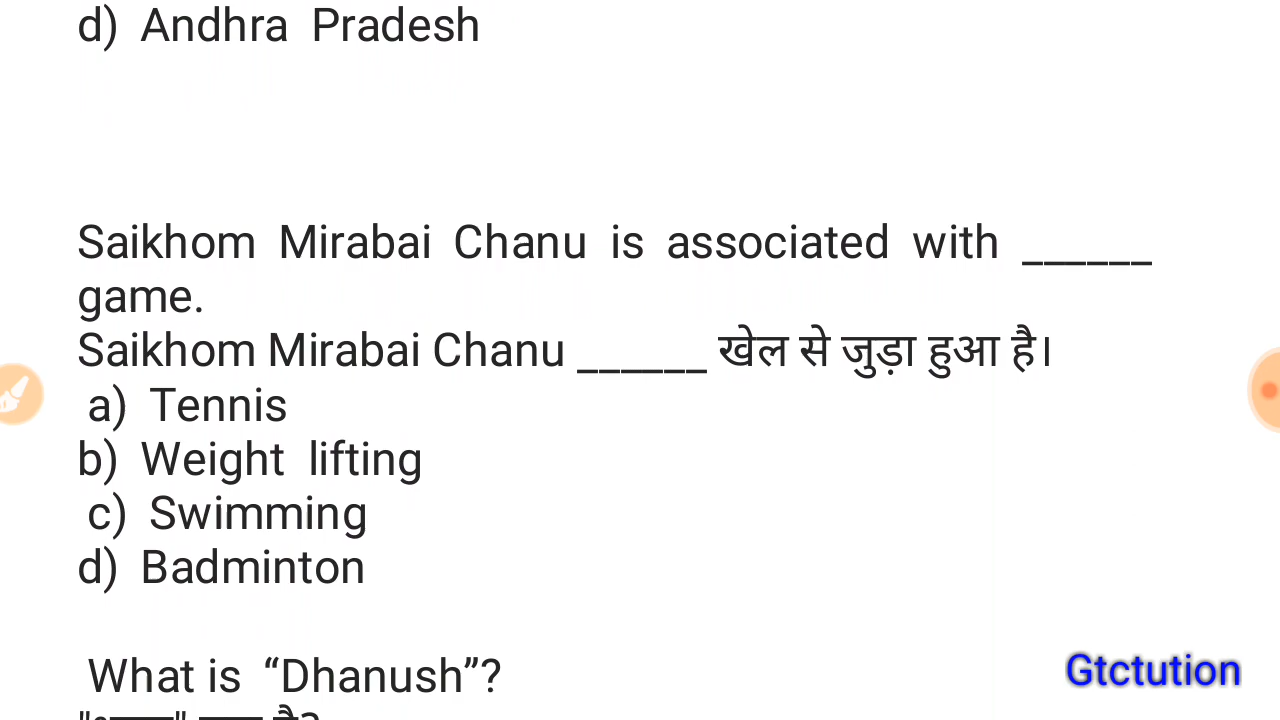 d) Andhra Pradesh
Saikhom Mirabai Chanu is associated with ______
game.
Saikhom Mirabai Chanu ______ खेल से जुड़ा हुआ है।
a) Tennis
b) Weight lifting
c) Swimming
d) Badminton
What is “Dhanush”?
Gtctution